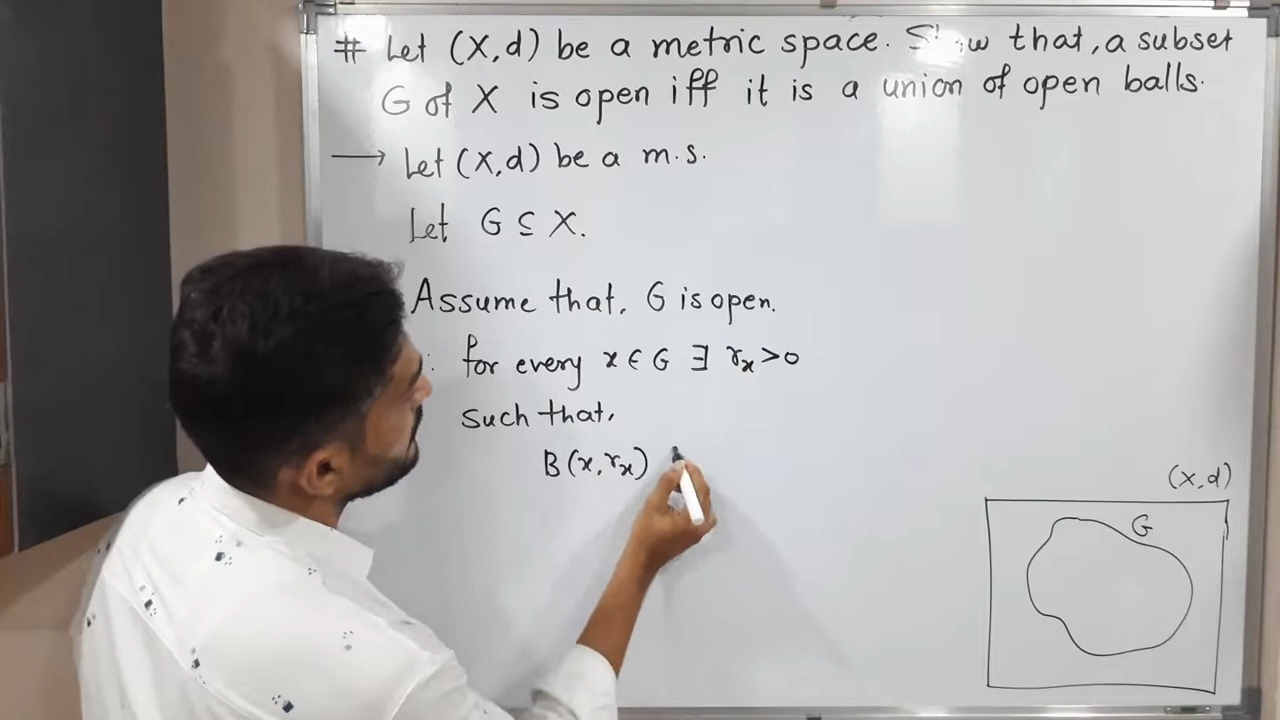 # Let (X,d) be a metric space. Show that, a subset
G of X is open iff it is a union of open balls.
→ Let (X,d) be a m.s.
Let G ⊆ X.
Assume that, G is open.
for every x ∈ G ∃ rₓ>0
such that,
B(x,rₓ)
(X,d)
G